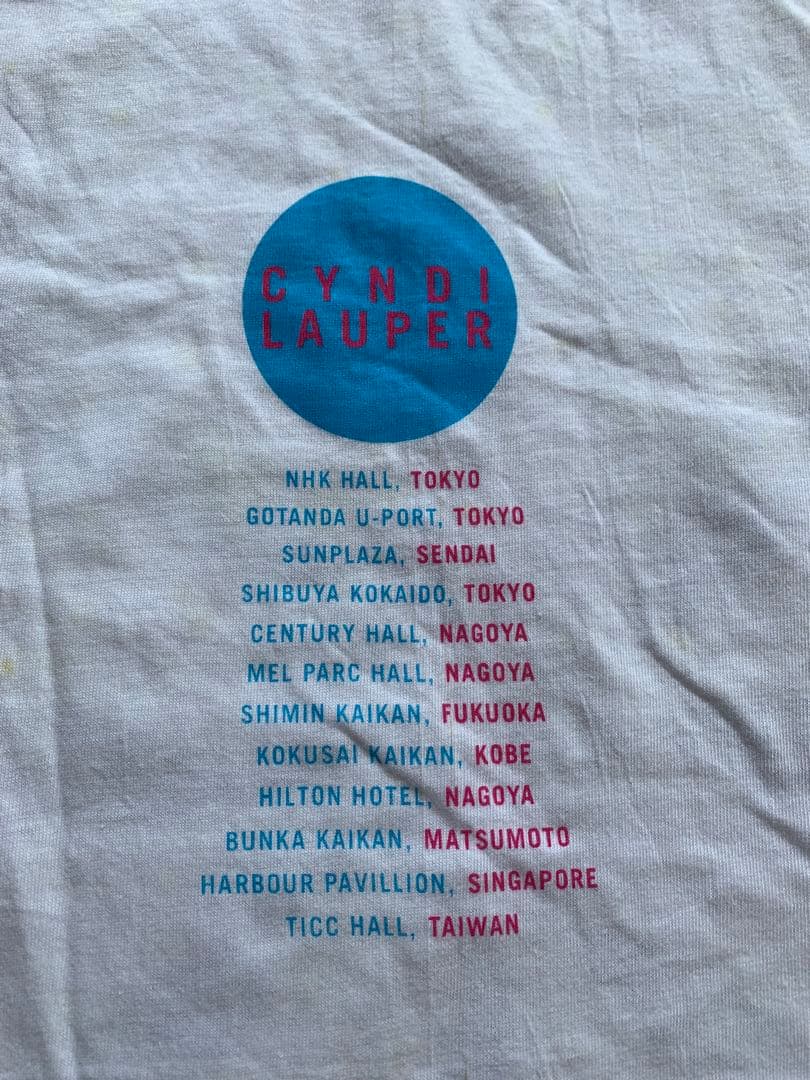 CYNDI
LAUPER
NHK HALL, TOKYO
GOTANDA U-PORT, TOKYO
SUNPLAZA, SENDAI
SHIBUYA KOKAIDO, TOKYO
CENTURY HALL, NAGOYA
MEL PARC HALL, NAGOYA
SHIMIN KAIKAN, FUKUOKA
KOKUSAI KAIKAN, KOBE
HILTON HOTEL, NAGOYA
BUNKA KAIKAN, MATSUMOTO
HARBOUR PAVILLION, SINGAPORE
TICC HALL, TAIWAN